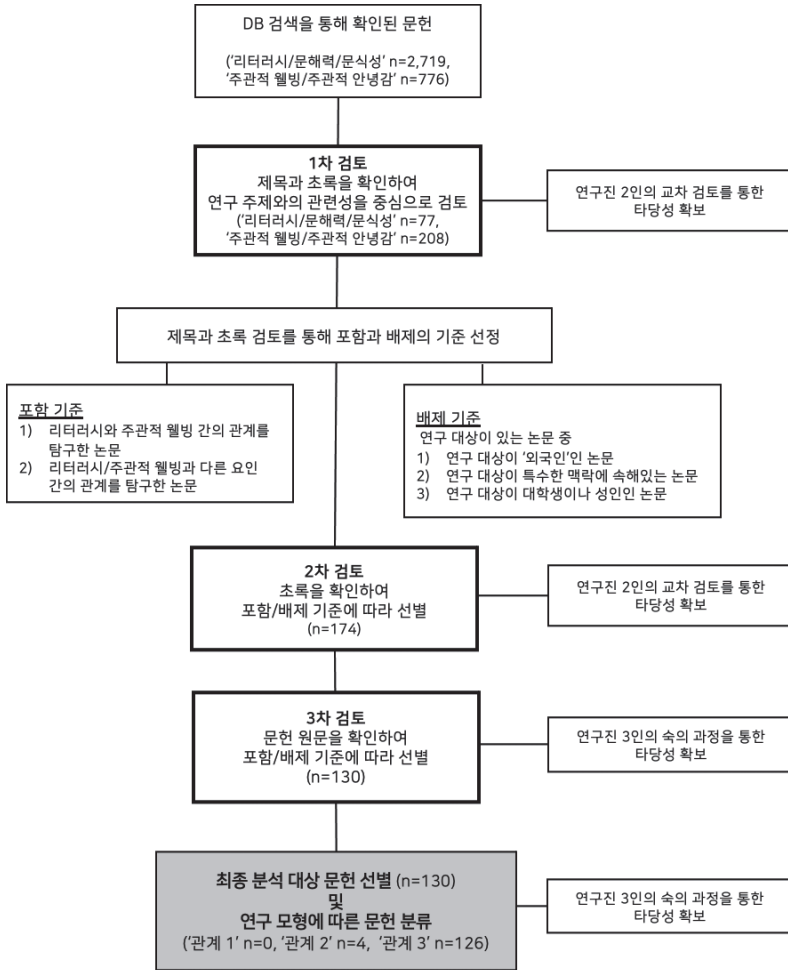 DB 검색을 통해 확인된 문헌
('리터러시/문해력/문식성' n=2,719,
'주관적 웰빙/주관적 안녕감' n=776)
1차 검토
제목과 초록을 확인하여
연구 주제와의 관련성을 중심으로 검토
('리터러시/문해력/문식성' n=77,
'주관적 웰빙/주관적 안녕감' n=208)
연구진 2인의 교차 검토를 통한
타당성 확보
제목과 초록 검토를 통해 포함과 배제의 기준 선정
포함 기준
1) 리터러시와 주관적 웰빙 간의 관계를
탐구한 논문
2) 리터러시/주관적 웰빙과 다른 요인
간의 관계를 탐구한 논문
배제 기준
연구 대상이 있는 논문 중
1) 연구 대상이 '외국인'인 논문
2) 연구 대상이 특수한 맥락에 속해있는 논문
3) 연구 대상이 대학생이나 성인인 논문
2차 검토
초록을 확인하여
포함/배제 기준에 따라 선별
(n=174)
연구진 2인의 교차 검토를 통한
타당성 확보
3차 검토
문헌 원문을 확인하여
포함/배제 기준에 따라 선별
(n=130)
연구진 3인의 숙의 과정을 통한
타당성 확보
최종 분석 대상 문헌 선별 (n=130)
및
연구 모형에 따른 문헌 분류
('관계 1' n=0, '관계 2' n=4, '관계 3' n=126)
연구진 3인의 숙의 과정을 통한
타당성 확보